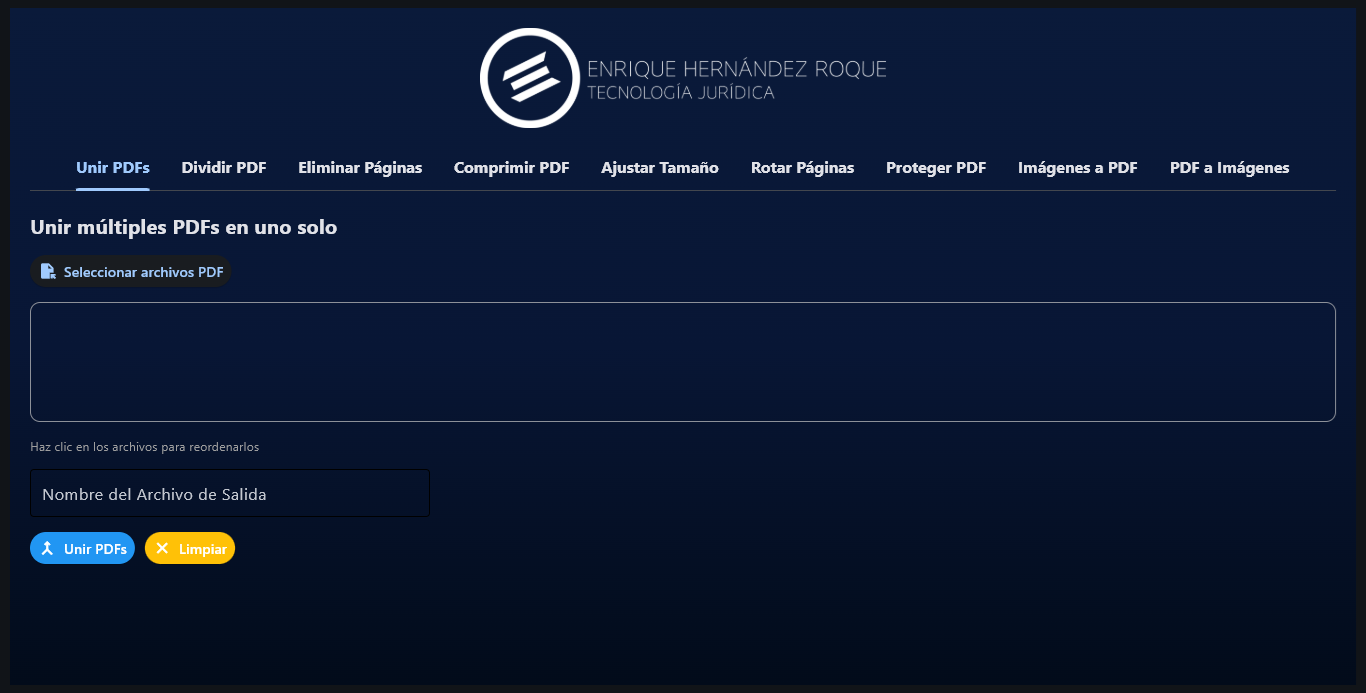 ENRIQUE HERNÁNDEZ ROQUE
TECNOLOGÍA JURÍDICA
Unir PDFs Dividir PDF Eliminar Páginas Comprimir PDF Ajustar Tamaño Rotar Páginas Proteger PDF Imágenes a PDF PDF a Imágenes
Unir múltiples PDFs en uno solo
Seleccionar archivos PDF
Haz clic en los archivos para reordenarlos
Nombre del Archivo de Salida
Unir PDFs Limpiar